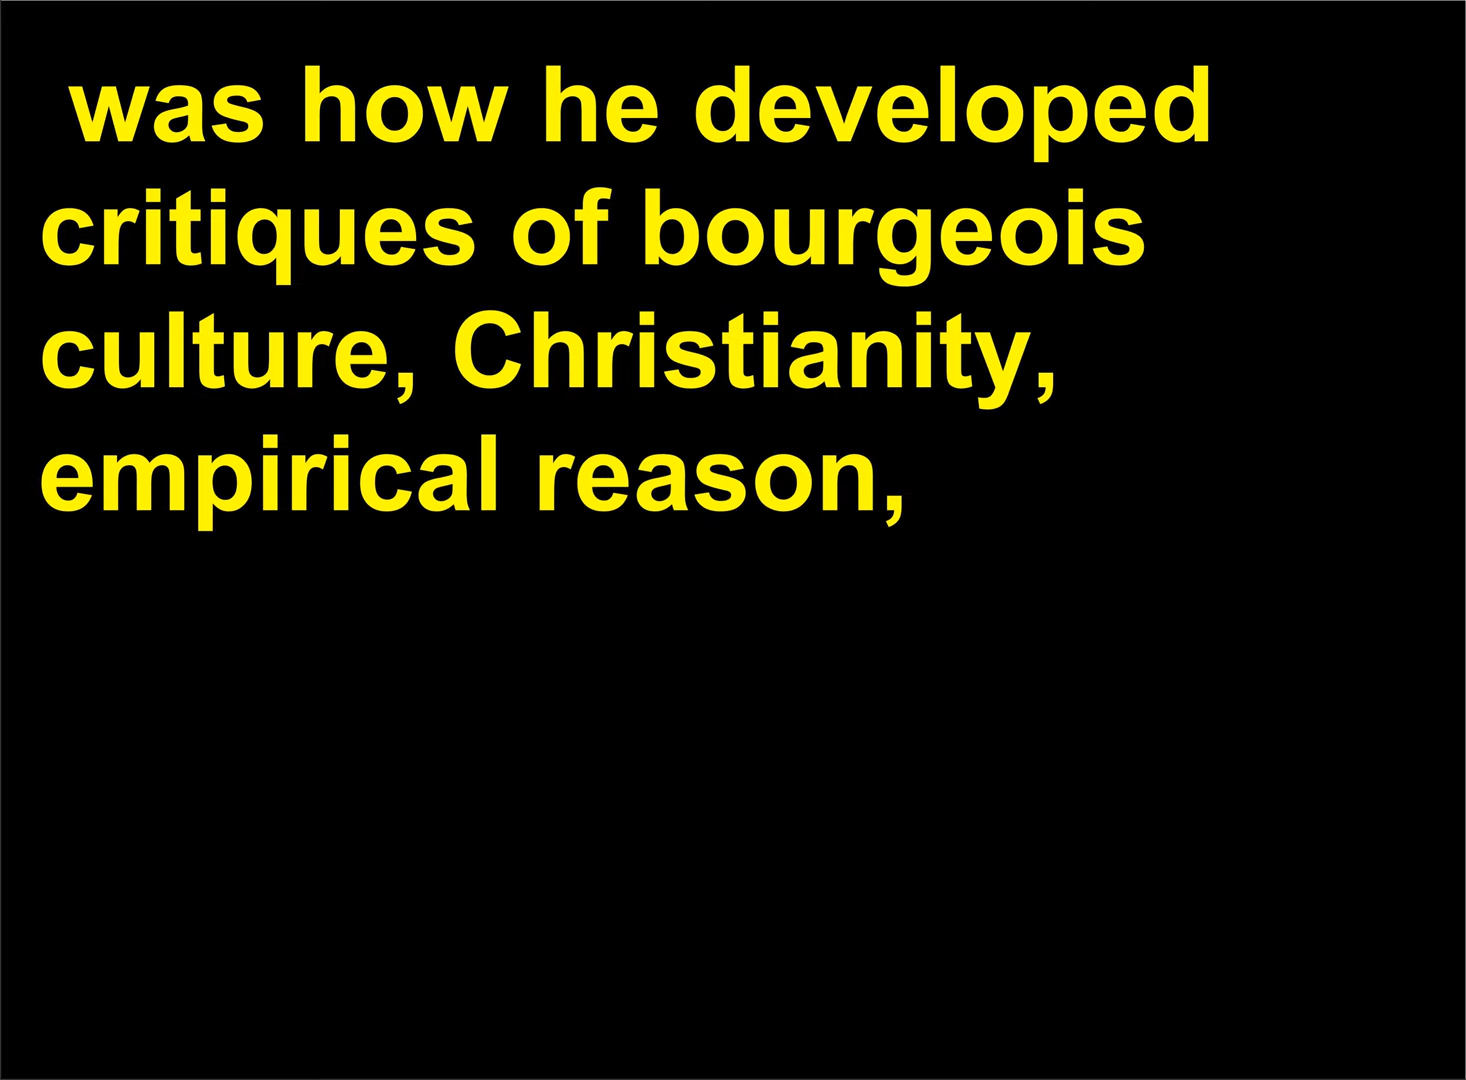 was how he developed
critiques of bourgeois
culture, Christianity,
empirical reason,